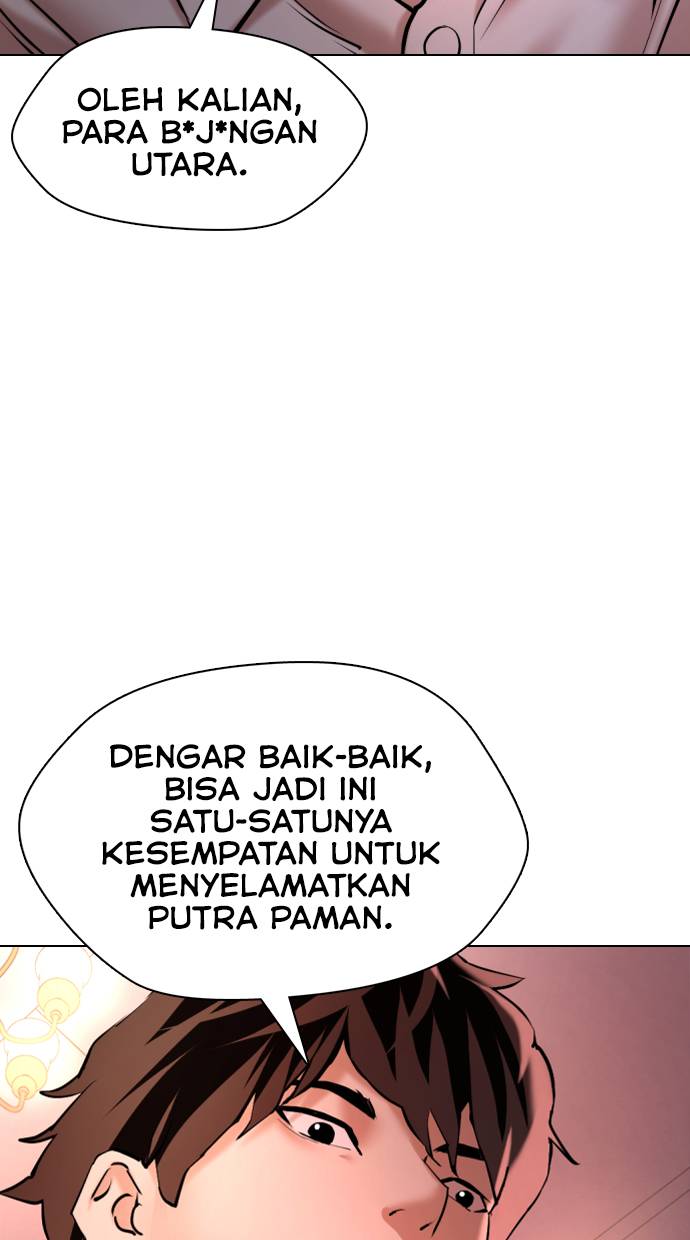 OLEH KALIAN,
PARA B*J*NGAN
UTARA.
DENGAR BAIK-BAIK,
BISA JADI INI
SATU-SATUNYA
KESEMPATAN UNTUK
MENYELAMATKAN
PUTRA PAMAN.